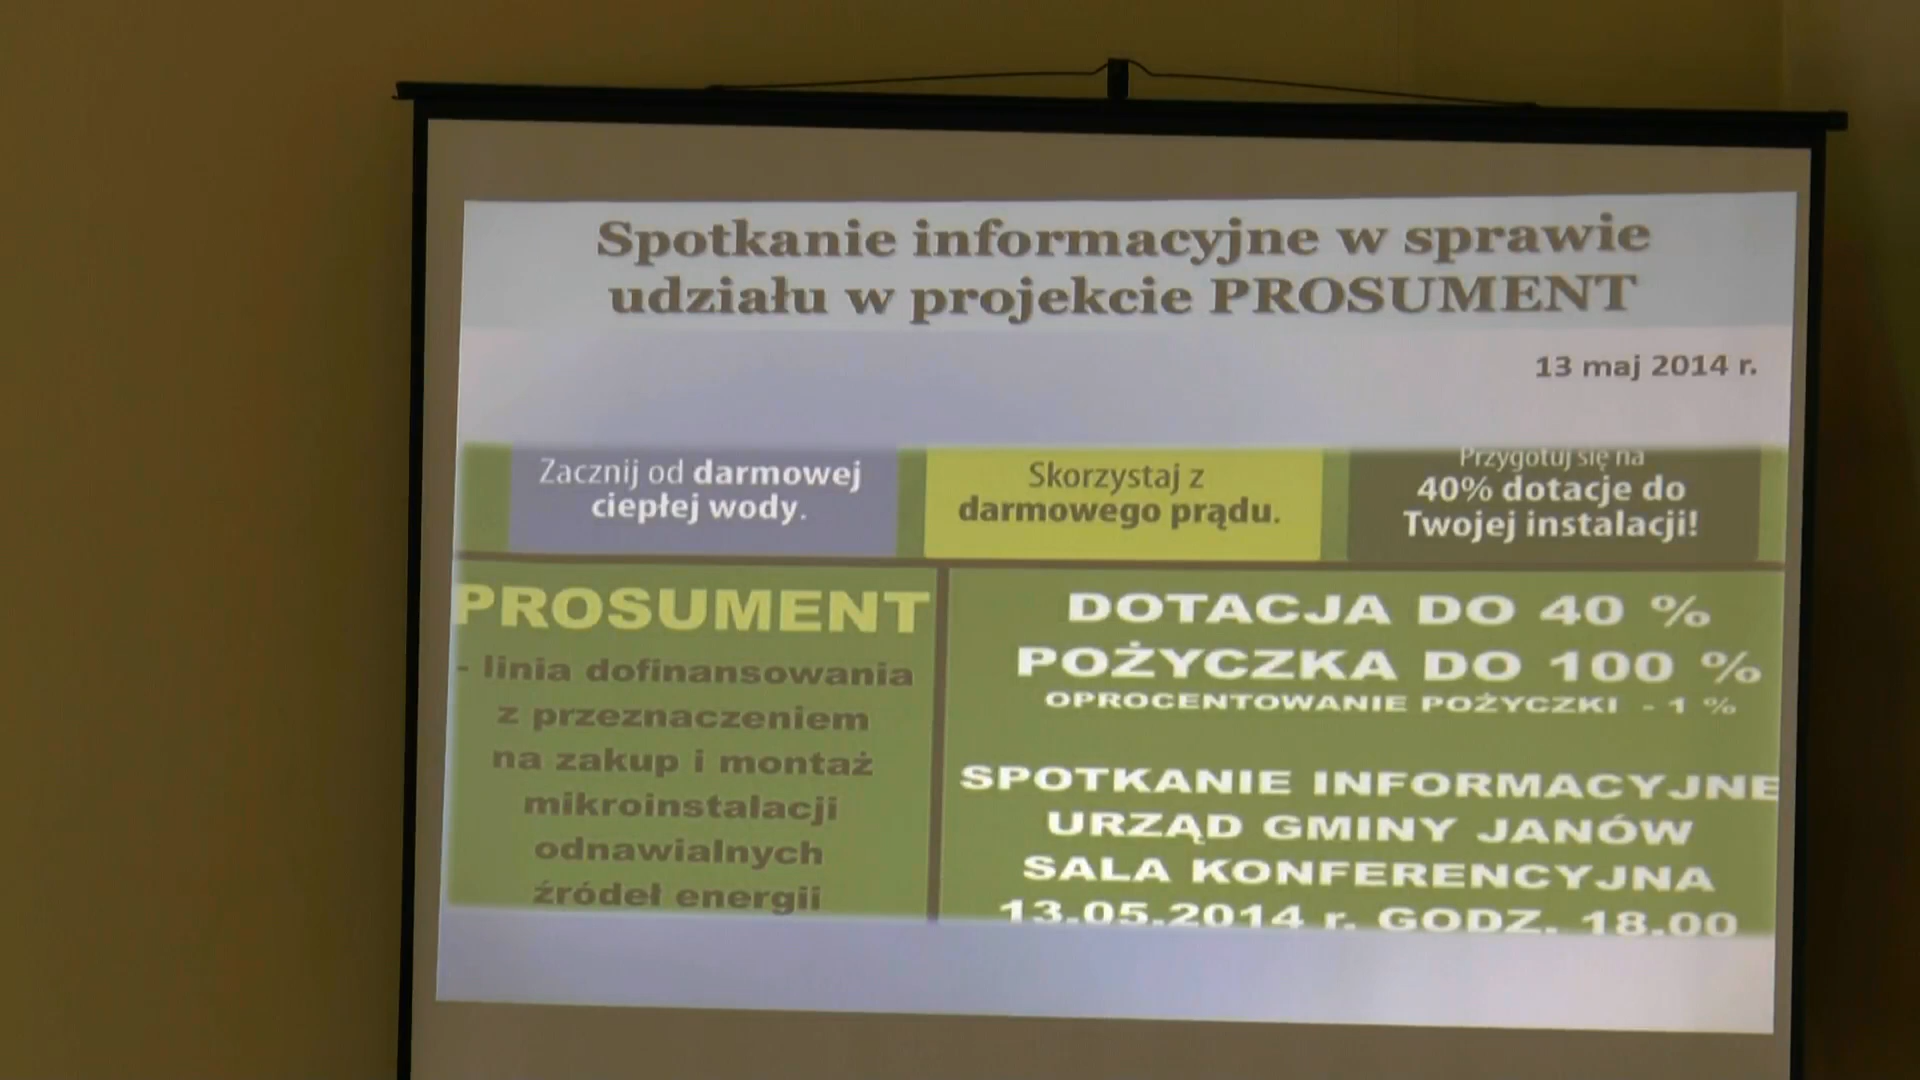 Spotkanie informacyjne w sprawie
udziału w projekcie PROSUMENT
13 maj 2014 r.
Zacznij od darmowej
ciepłej wody.
Skorzystaj z
darmowego prądu.
Przygotuj się na
40% dotacje do
Twojej instalacji!
PROSUMENT
- linia dofinansowania
z przeznaczeniem
na zakup i montaż
mikroinstalacji
odnawialnych
źródeł energii
DOTACJA DO 40 %
POŻYCZKA DO 100 %
OPROCENTOWANIE POŻYCZKI - 1 %
SPOTKANIE INFORMACYJNE
URZĄD GMINY JANÓW
SALA KONFERENCYJNA
13.05.2014 r. GODZ. 18.00